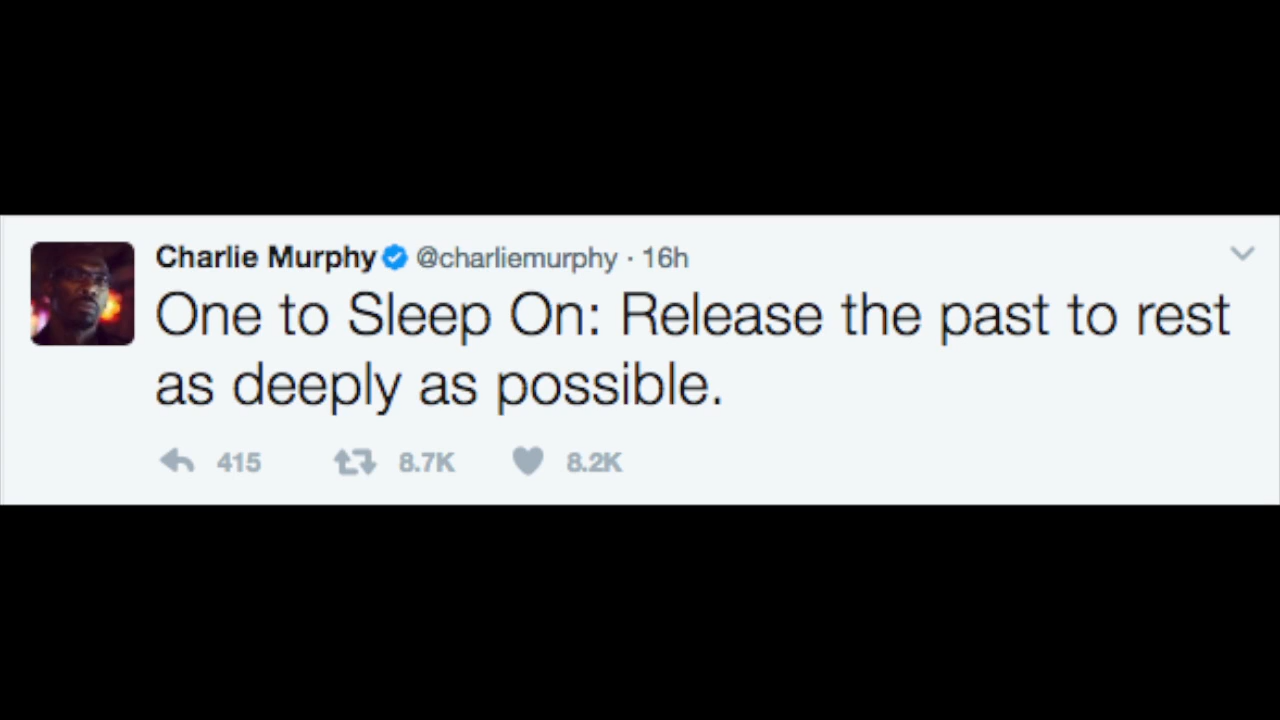 Charlie Murphy @charliemurphy · 16h
One to Sleep On: Release the past to rest
as deeply as possible.
415 8.7K 8.2K